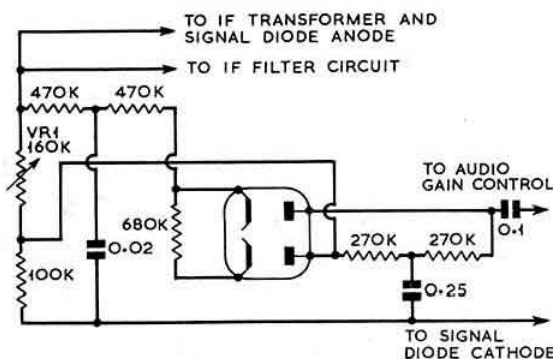 TO IF TRANSFORMER AND
SIGNAL DIODE ANODE
TO IF FILTER CIRCUIT
470K
470K
VR1
160K
TO AUDIO
GAIN CONTROL
680K
0.1
270K
270K
0.02
100K
0.25
TO SIGNAL
DIODE CATHODE